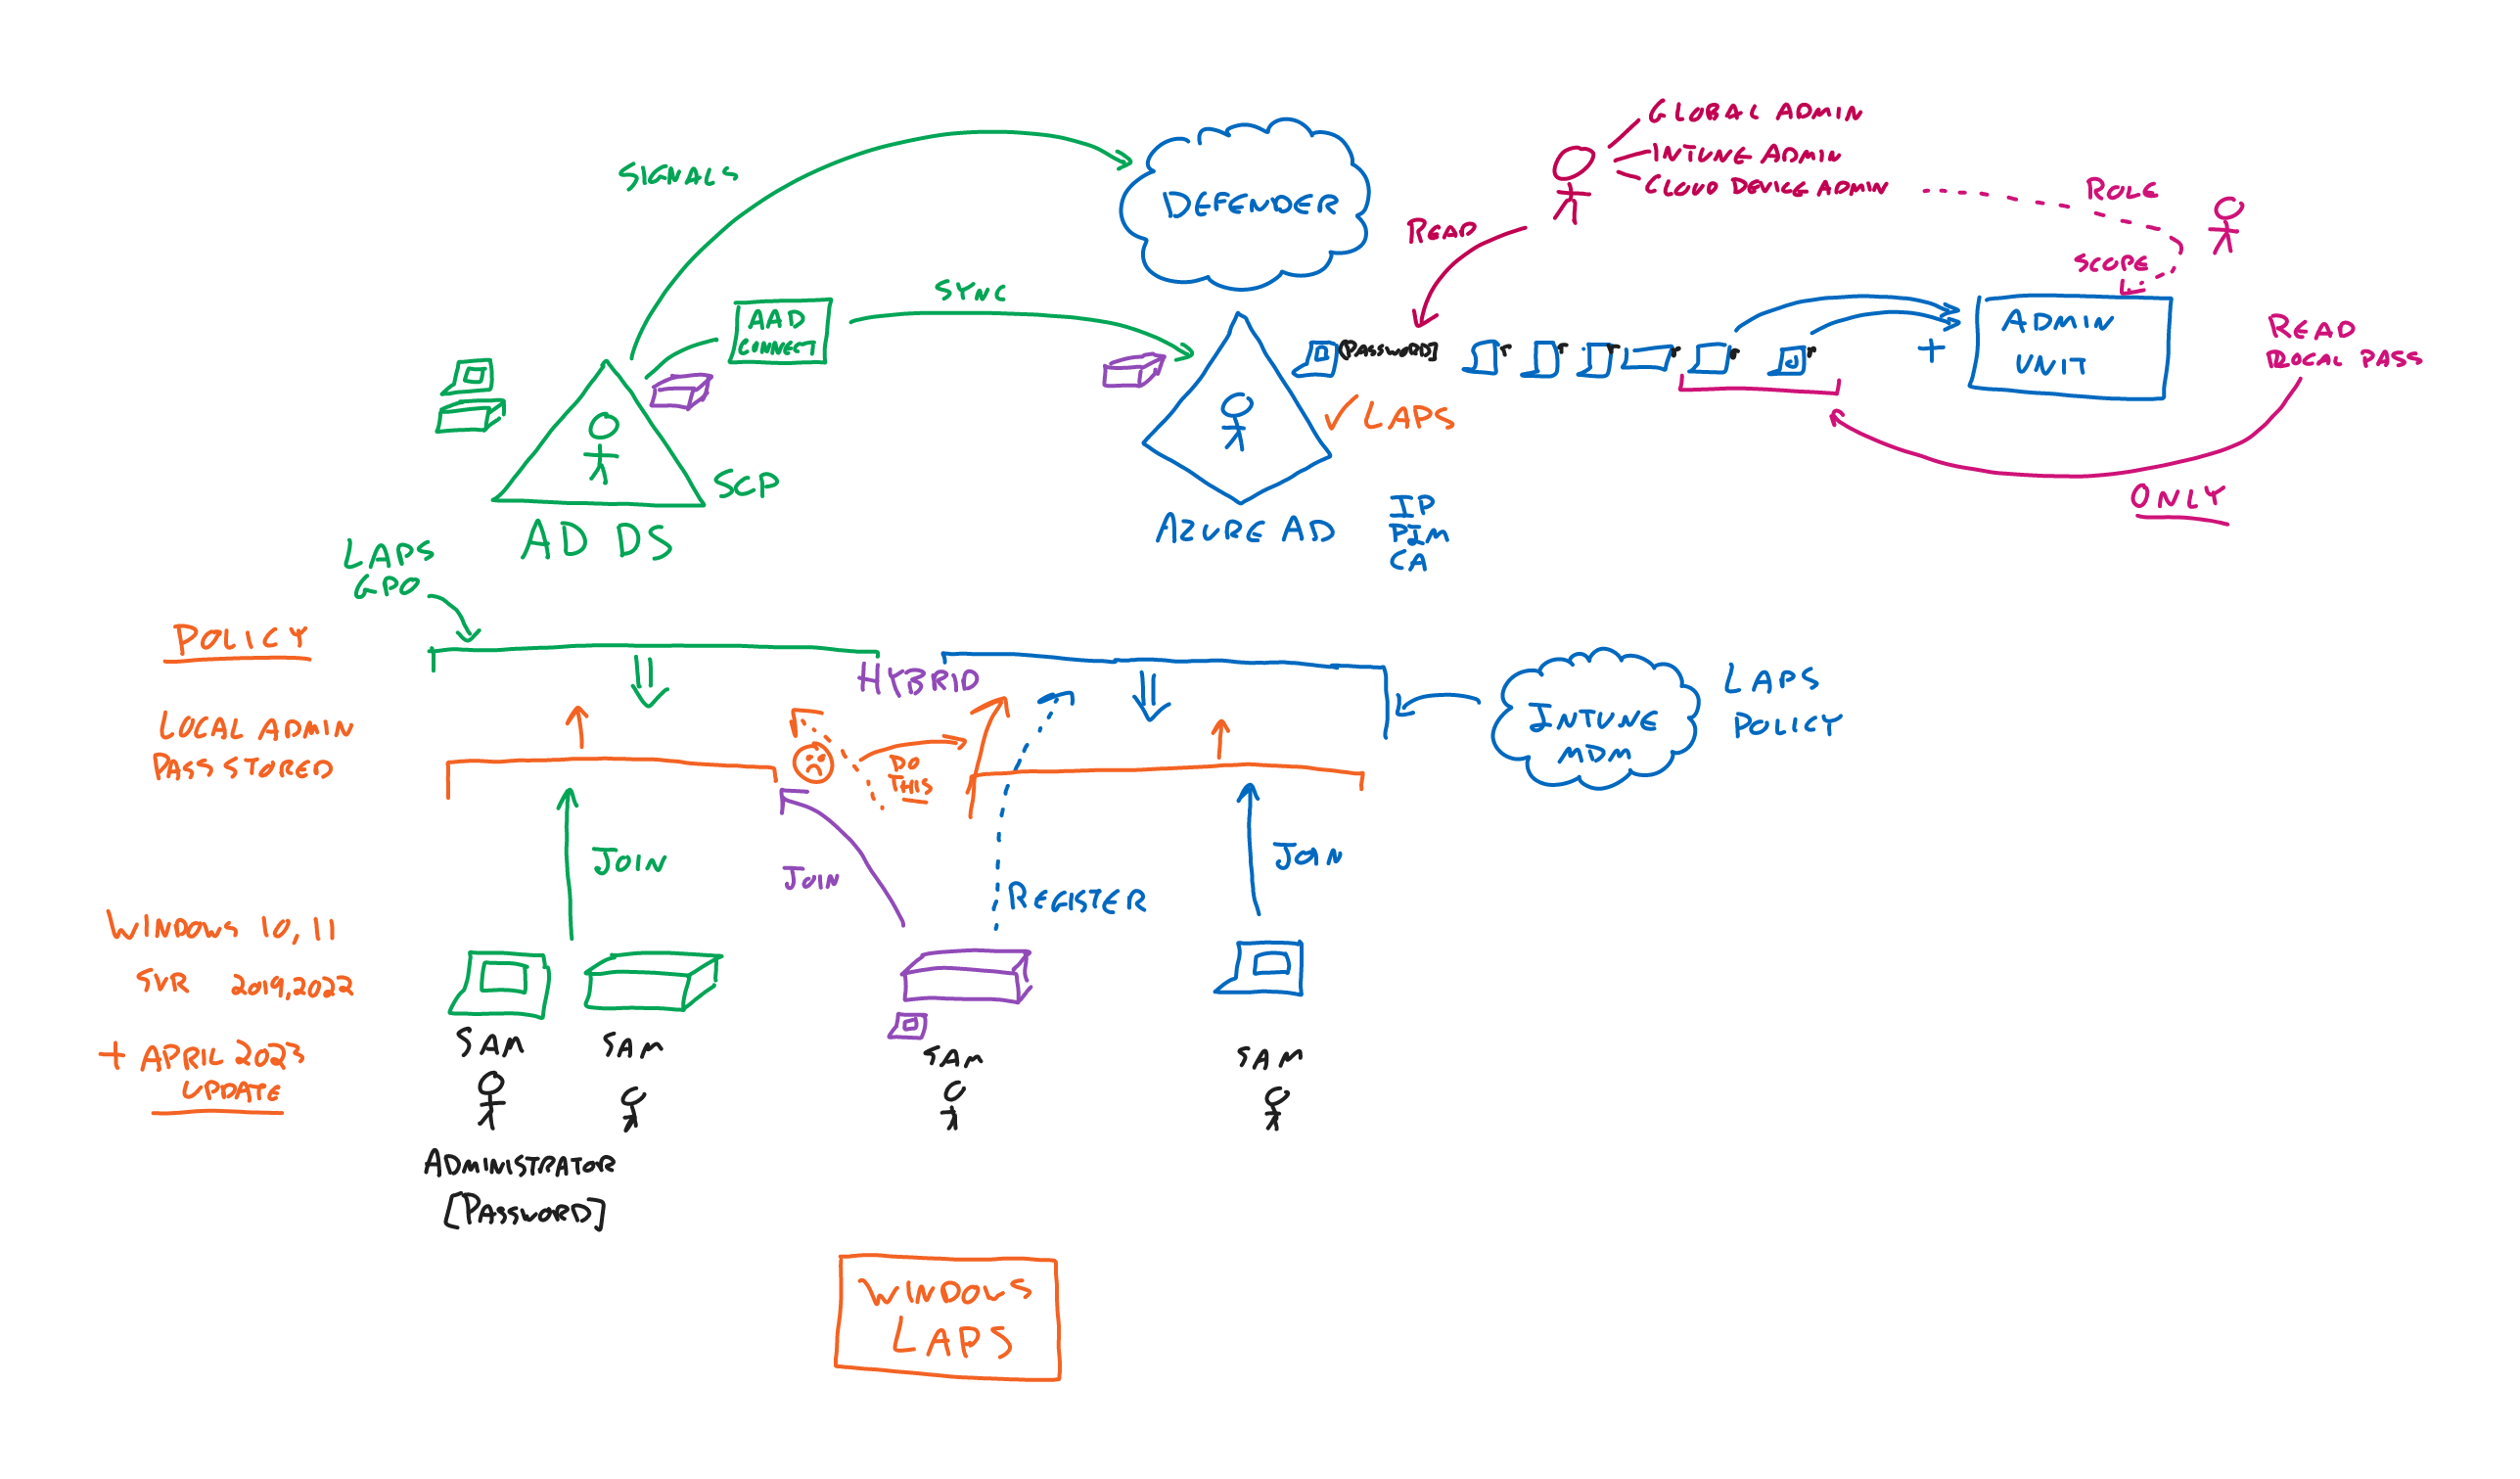 SIGNALS
DEFENDER
GLOBAL ADMIN
INTUNE ADMIN
CLOUD DEVICE ADMIN
ROLE
READ
SCOPE
SYNC
AAD
CONNECT
[PASSWORD]
ADMIN
UNIT
+
READ
LOCAL PASS
✓ LAPS
ONLY
SCP
AD DS
AZURE AD
IP
PIM
CA
LAPS
GPO
POLICY
HYBRID
LOCAL ADMIN
PASS STORED
DO
THIS
INTUNE
MDM
LAPS
POLICY
JOIN
JOIN
REGISTER
JOIN
WINDOWS 10, 11
SVR 2019, 2022
+ APRIL 2023
UPDATE
SAM
SAM
SAM
SAM
ADMINISTRATOR
[PASSWORD]
WINDOWS
LAPS